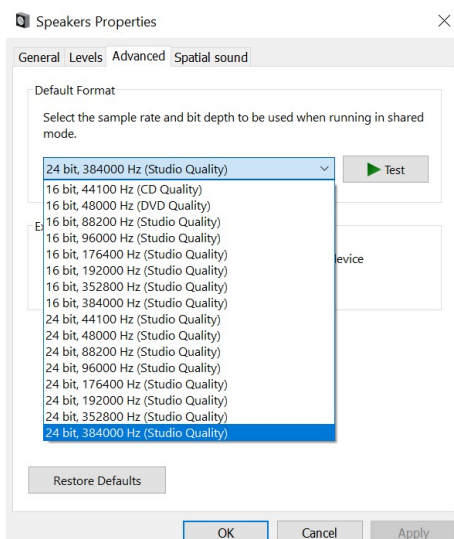 Speakers Properties
General Levels Advanced Spatial sound
Default Format
Select the sample rate and bit depth to be used when running in shared
mode.
24 bit, 384000 Hz (Studio Quality)
Test
16 bit, 44100 Hz (CD Quality)
16 bit, 48000 Hz (DVD Quality)
16 bit, 88200 Hz (Studio Quality)
16 bit, 96000 Hz (Studio Quality)
16 bit, 176400 Hz (Studio Quality)
16 bit, 192000 Hz (Studio Quality)
16 bit, 352800 Hz (Studio Quality)
16 bit, 384000 Hz (Studio Quality)
24 bit, 44100 Hz (Studio Quality)
24 bit, 48000 Hz (Studio Quality)
24 bit, 88200 Hz (Studio Quality)
24 bit, 96000 Hz (Studio Quality)
24 bit, 176400 Hz (Studio Quality)
24 bit, 192000 Hz (Studio Quality)
24 bit, 352800 Hz (Studio Quality)
24 bit, 384000 Hz (Studio Quality)
Restore Defaults
OK Cancel Apply